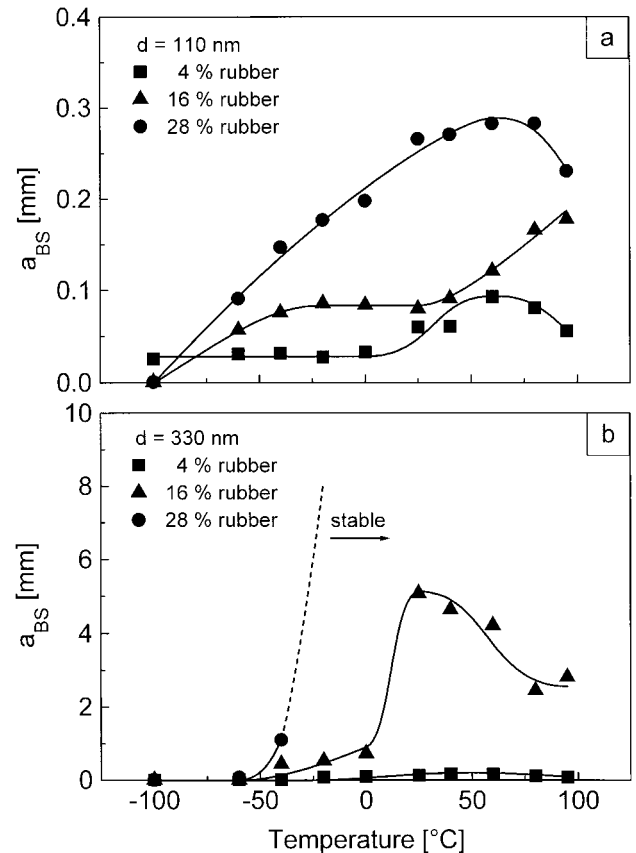 a
d = 110 nm
4 % rubber
16 % rubber
28 % rubber
0.4
0.3
0.2
0.1
0.0
a_BS [mm]
b
d = 330 nm
4 % rubber
16 % rubber
28 % rubber
stable
10
8
6
4
2
0
a_BS [mm]
-100 -50 0 50 100
Temperature [°C]